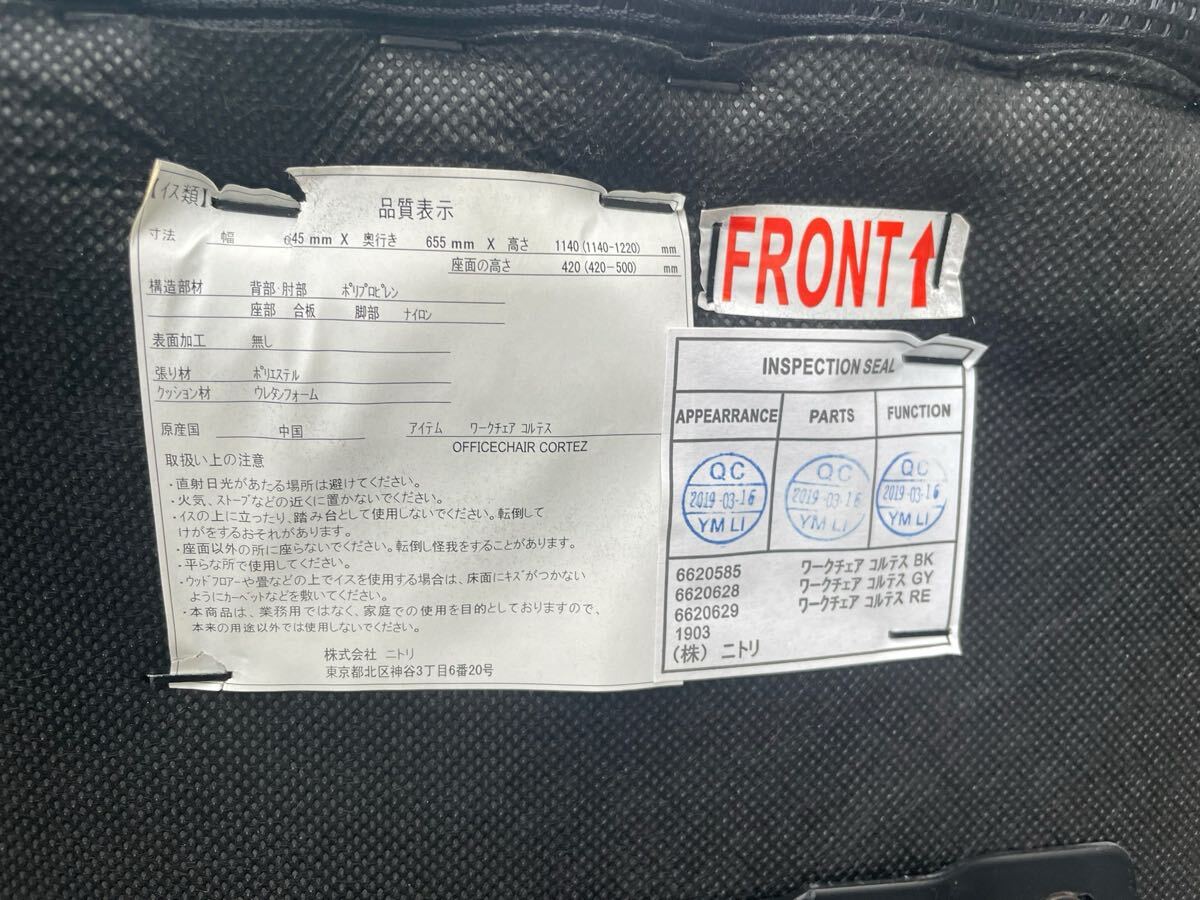 【イス類】
品質表示
寸法 幅 645 mm X 奥行き 655 mm X 高さ 1140 (1140-1220) mm
座面の高さ 420 (420-500) mm
構造部材 背部・肘部 ポリプロピレン
座部 合板 脚部 ナイロン
表面加工 無し
張り材 ポリエステル
クッション材 ウレタンフォーム
原産国 中国 アイテム ワークチェア コルテス
OFFICECHAIR CORTEZ
取扱い上の注意
・直射日光があたる場所は避けてください。
・火気、ストーブなどの近くに置かないでください。
・イスの上に立ったり、踏み台として使用しないでください。転倒して
けがをするおそれがあります。
・座面以外の所に座らないでください。転倒し怪我をすることがあります。
・平らな所で使用してください。
・ウッドフロアーや畳などの上でイスを使用する場合は、床面にキズがつかない
ようにカーペットなどを敷いてください。
・本商品は、業務用ではなく、家庭での使用を目的としておりますので、
本来の用途以外では使用しないでください。
株式会社 ニトリ
東京都北区神谷3丁目6番20号
FRONT↑
INSPECTION SEAL
APPEARRANCE PARTS FUNCTION
QC QC QC
2019-03-16 2019-03-16 2019-03-16
YM LI YM LI YM LI
6620585 ワークチェア コルテス BK
6620628 ワークチェア コルテス GY
6620629 ワークチェア コルテス RE
1903
(株) ニトリ